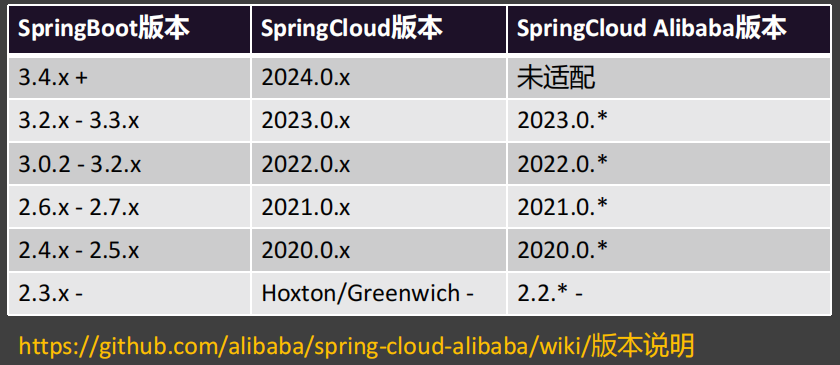 SpringBoot版本 SpringCloud版本 SpringCloud Alibaba版本
3.4.x + 2024.0.x 未适配
3.2.x - 3.3.x 2023.0.x 2023.0.*
3.0.2 - 3.2.x 2022.0.x 2022.0.*
2.6.x - 2.7.x 2021.0.x 2021.0.*
2.4.x - 2.5.x 2020.0.x 2020.0.*
2.3.x - Hoxton/Greenwich - 2.2.* -
https://github.com/alibaba/spring-cloud-alibaba/wiki/版本说明